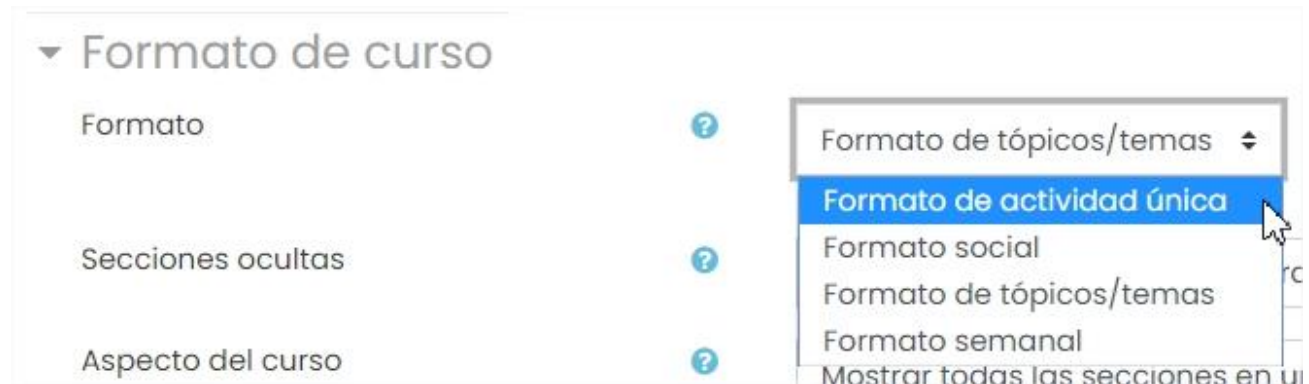 Formato de curso
Formato
Formato de tópicos/temas
Formato de actividad única
Secciones ocultas
Formato social
Formato de tópicos/temas
Aspecto del curso
Formato semanal
Mostrar todas las secciones en